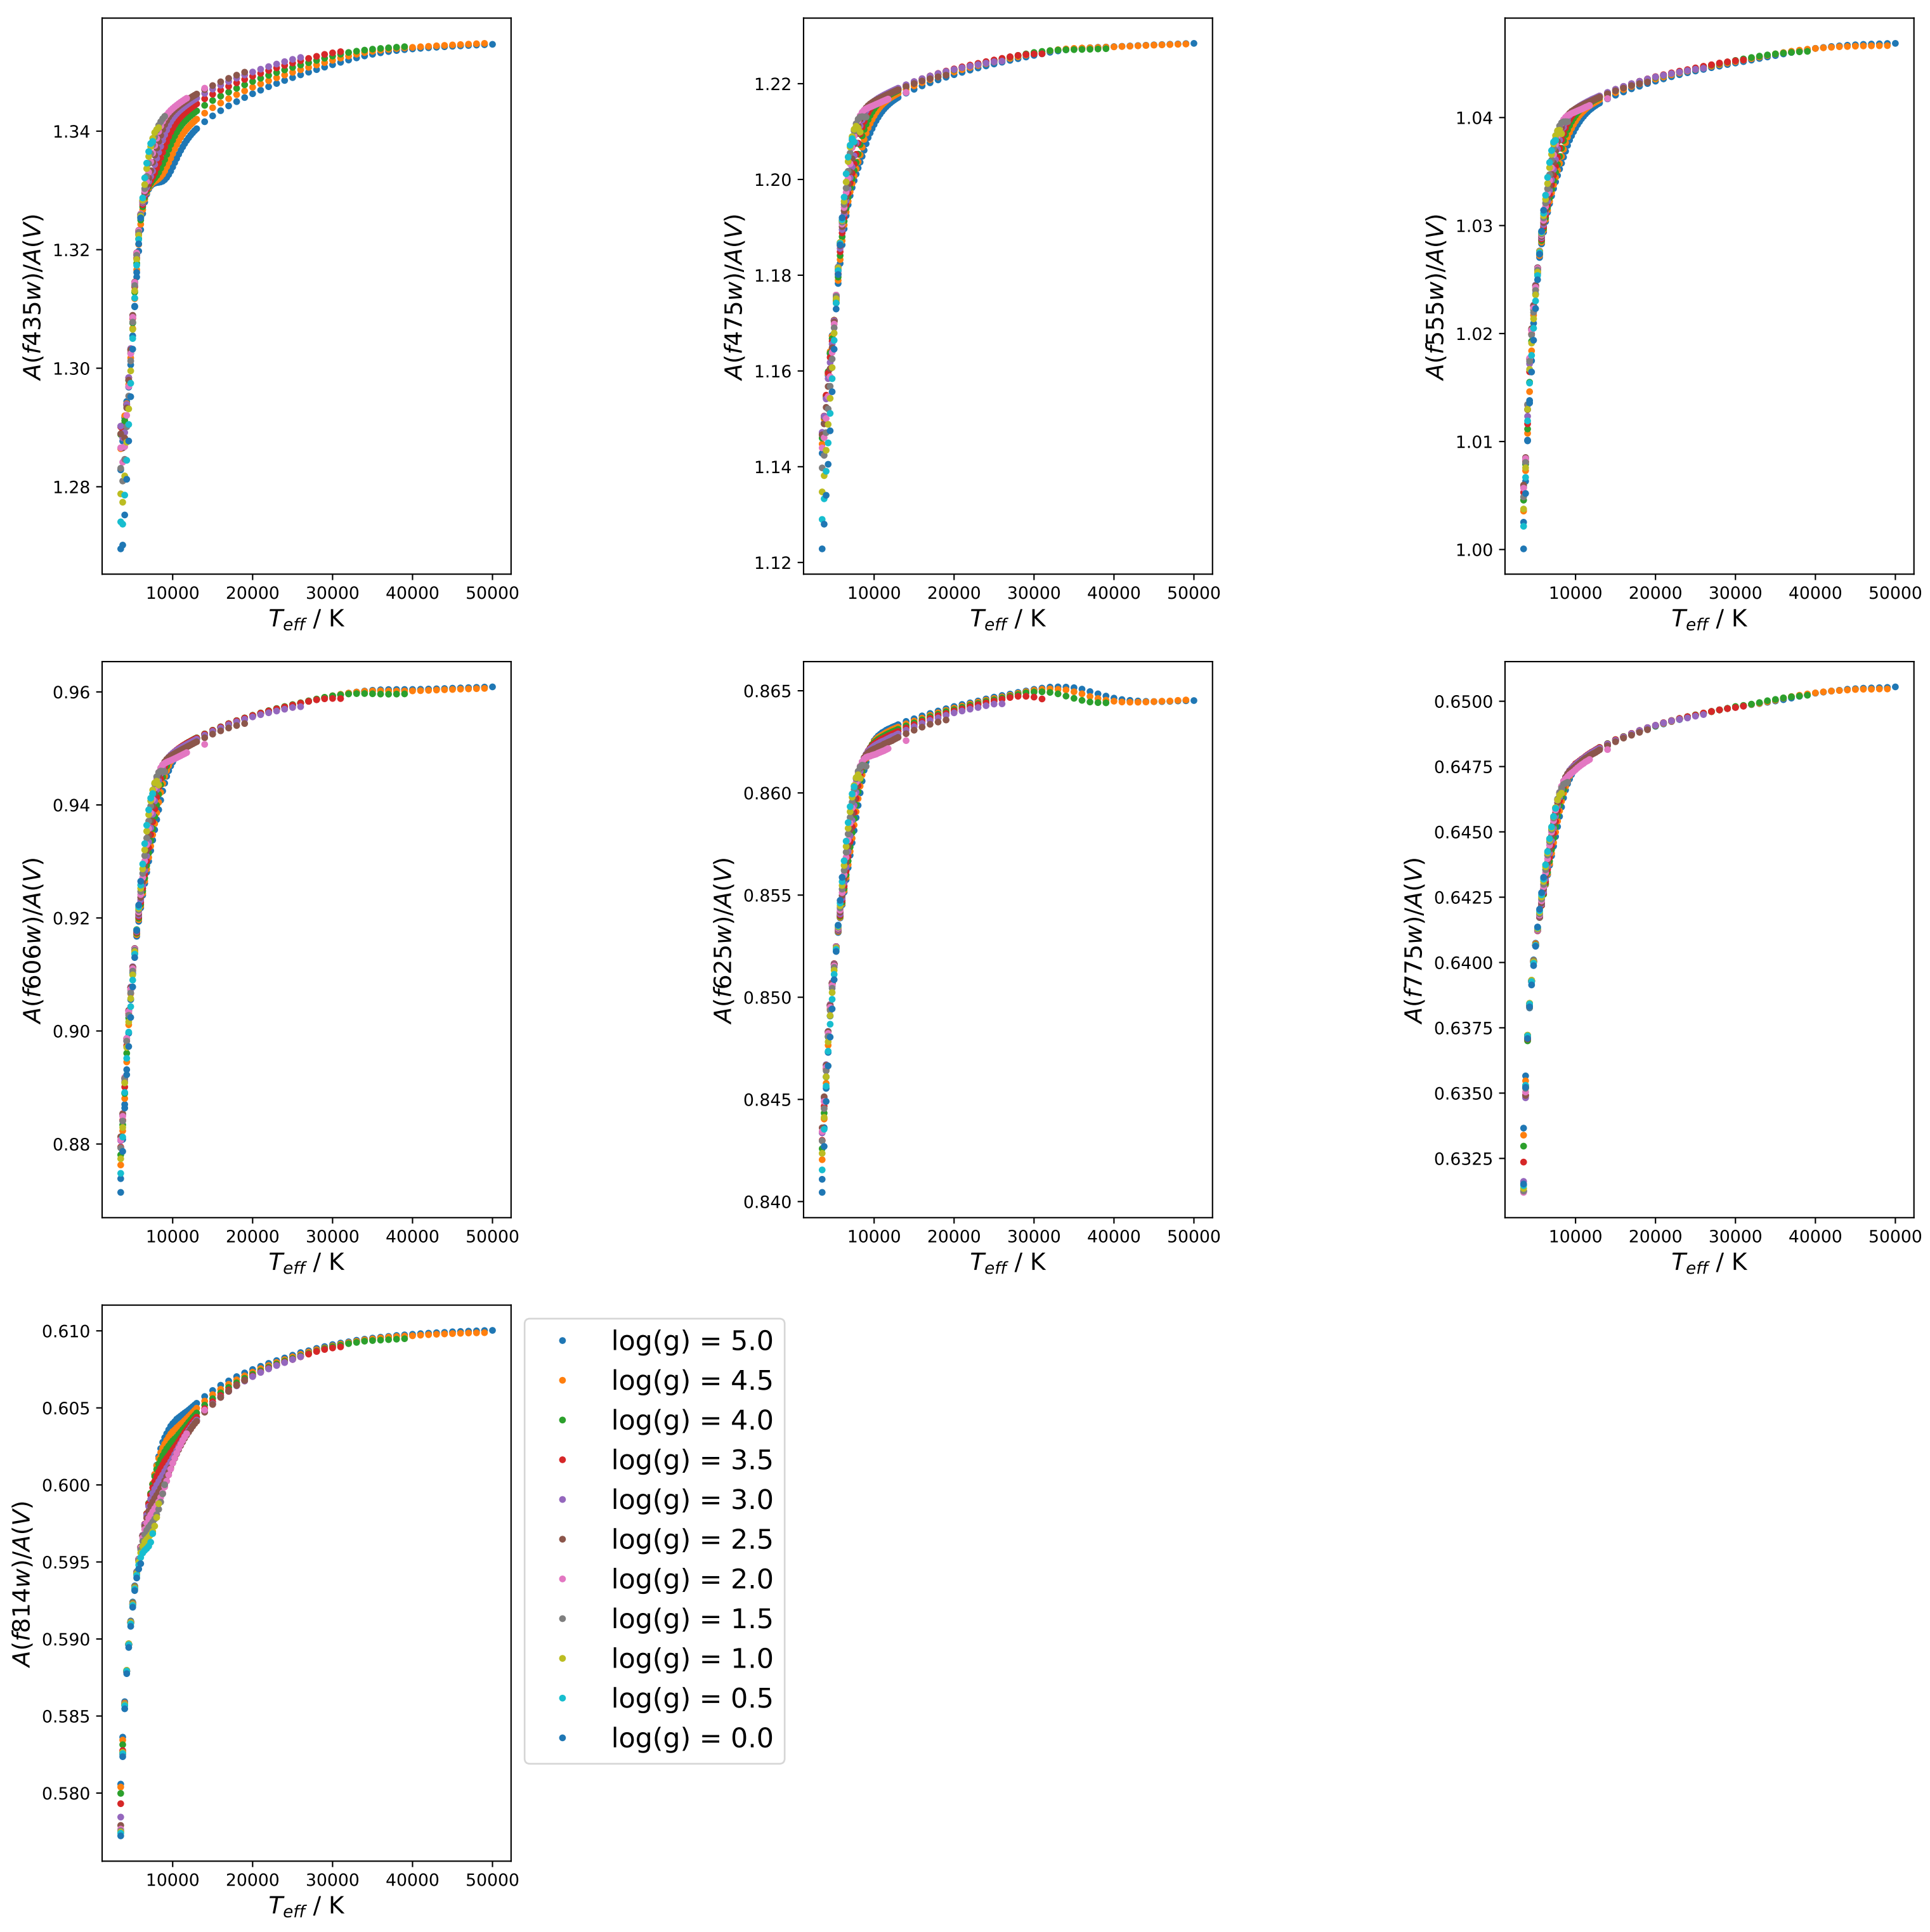 A(f435w)/A(V)
1.34
1.32
1.30
1.28
10000 20000 30000 40000 50000
T_eff / K
A(f475w)/A(V)
1.22
1.20
1.18
1.16
1.14
1.12
10000 20000 30000 40000 50000
T_eff / K
A(f555w)/A(V)
1.04
1.03
1.02
1.01
1.00
10000 20000 30000 40000 50000
T_eff / K
A(f606w)/A(V)
0.96
0.94
0.92
0.90
0.88
10000 20000 30000 40000 50000
T_eff / K
A(f625w)/A(V)
0.865
0.860
0.855
0.850
0.845
0.840
10000 20000 30000 40000 50000
T_eff / K
A(f775w)/A(V)
0.6500
0.6475
0.6450
0.6425
0.6400
0.6375
0.6350
0.6325
10000 20000 30000 40000 50000
T_eff / K
A(f814w)/A(V)
0.610
0.605
0.600
0.595
0.590
0.585
0.580
10000 20000 30000 40000 50000
T_eff / K
log(g) = 5.0
log(g) = 4.5
log(g) = 4.0
log(g) = 3.5
log(g) = 3.0
log(g) = 2.5
log(g) = 2.0
log(g) = 1.5
log(g) = 1.0
log(g) = 0.5
log(g) = 0.0